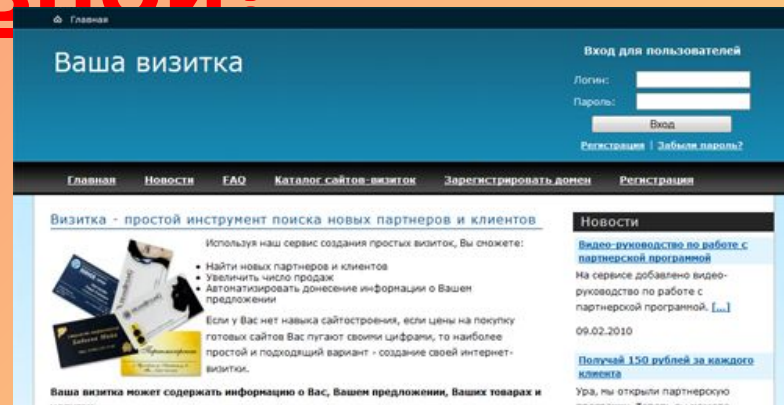 Главная
Ваша визитка
Вход для пользователей
Логин:
Пароль:
Вход
Регистрация | Забыли пароль?
Главная Новости FAQ Каталог сайтов-визиток Зарегистрировать домен Регистрация
Визитка - простой инструмент поиска новых партнеров и клиентов
Используя наш сервис создания простых визиток, Вы сможете:
Найти новых партнеров и клиентов
Увеличить число продаж
Автоматизировать донесение информации о Вашем
предложении
Если у Вас нет навыка сайтостроения, если цены на покупку
готовых сайтов Вас пугают своими цифрами, то наиболее
простой и подходящий вариант - создание своей интернет-
визитки.
Ваша визитка может содержать информацию о Вас, Вашем предложении, Ваших товарах и
Новости
Видео-руководство по работе с
партнерской программой
На сервисе добавлено видео-
руководство по работе с
партнерской программой. [...]
09.02.2010
Получай 150 рублей за каждого
клиента
Ура, мы открыли партнерскую